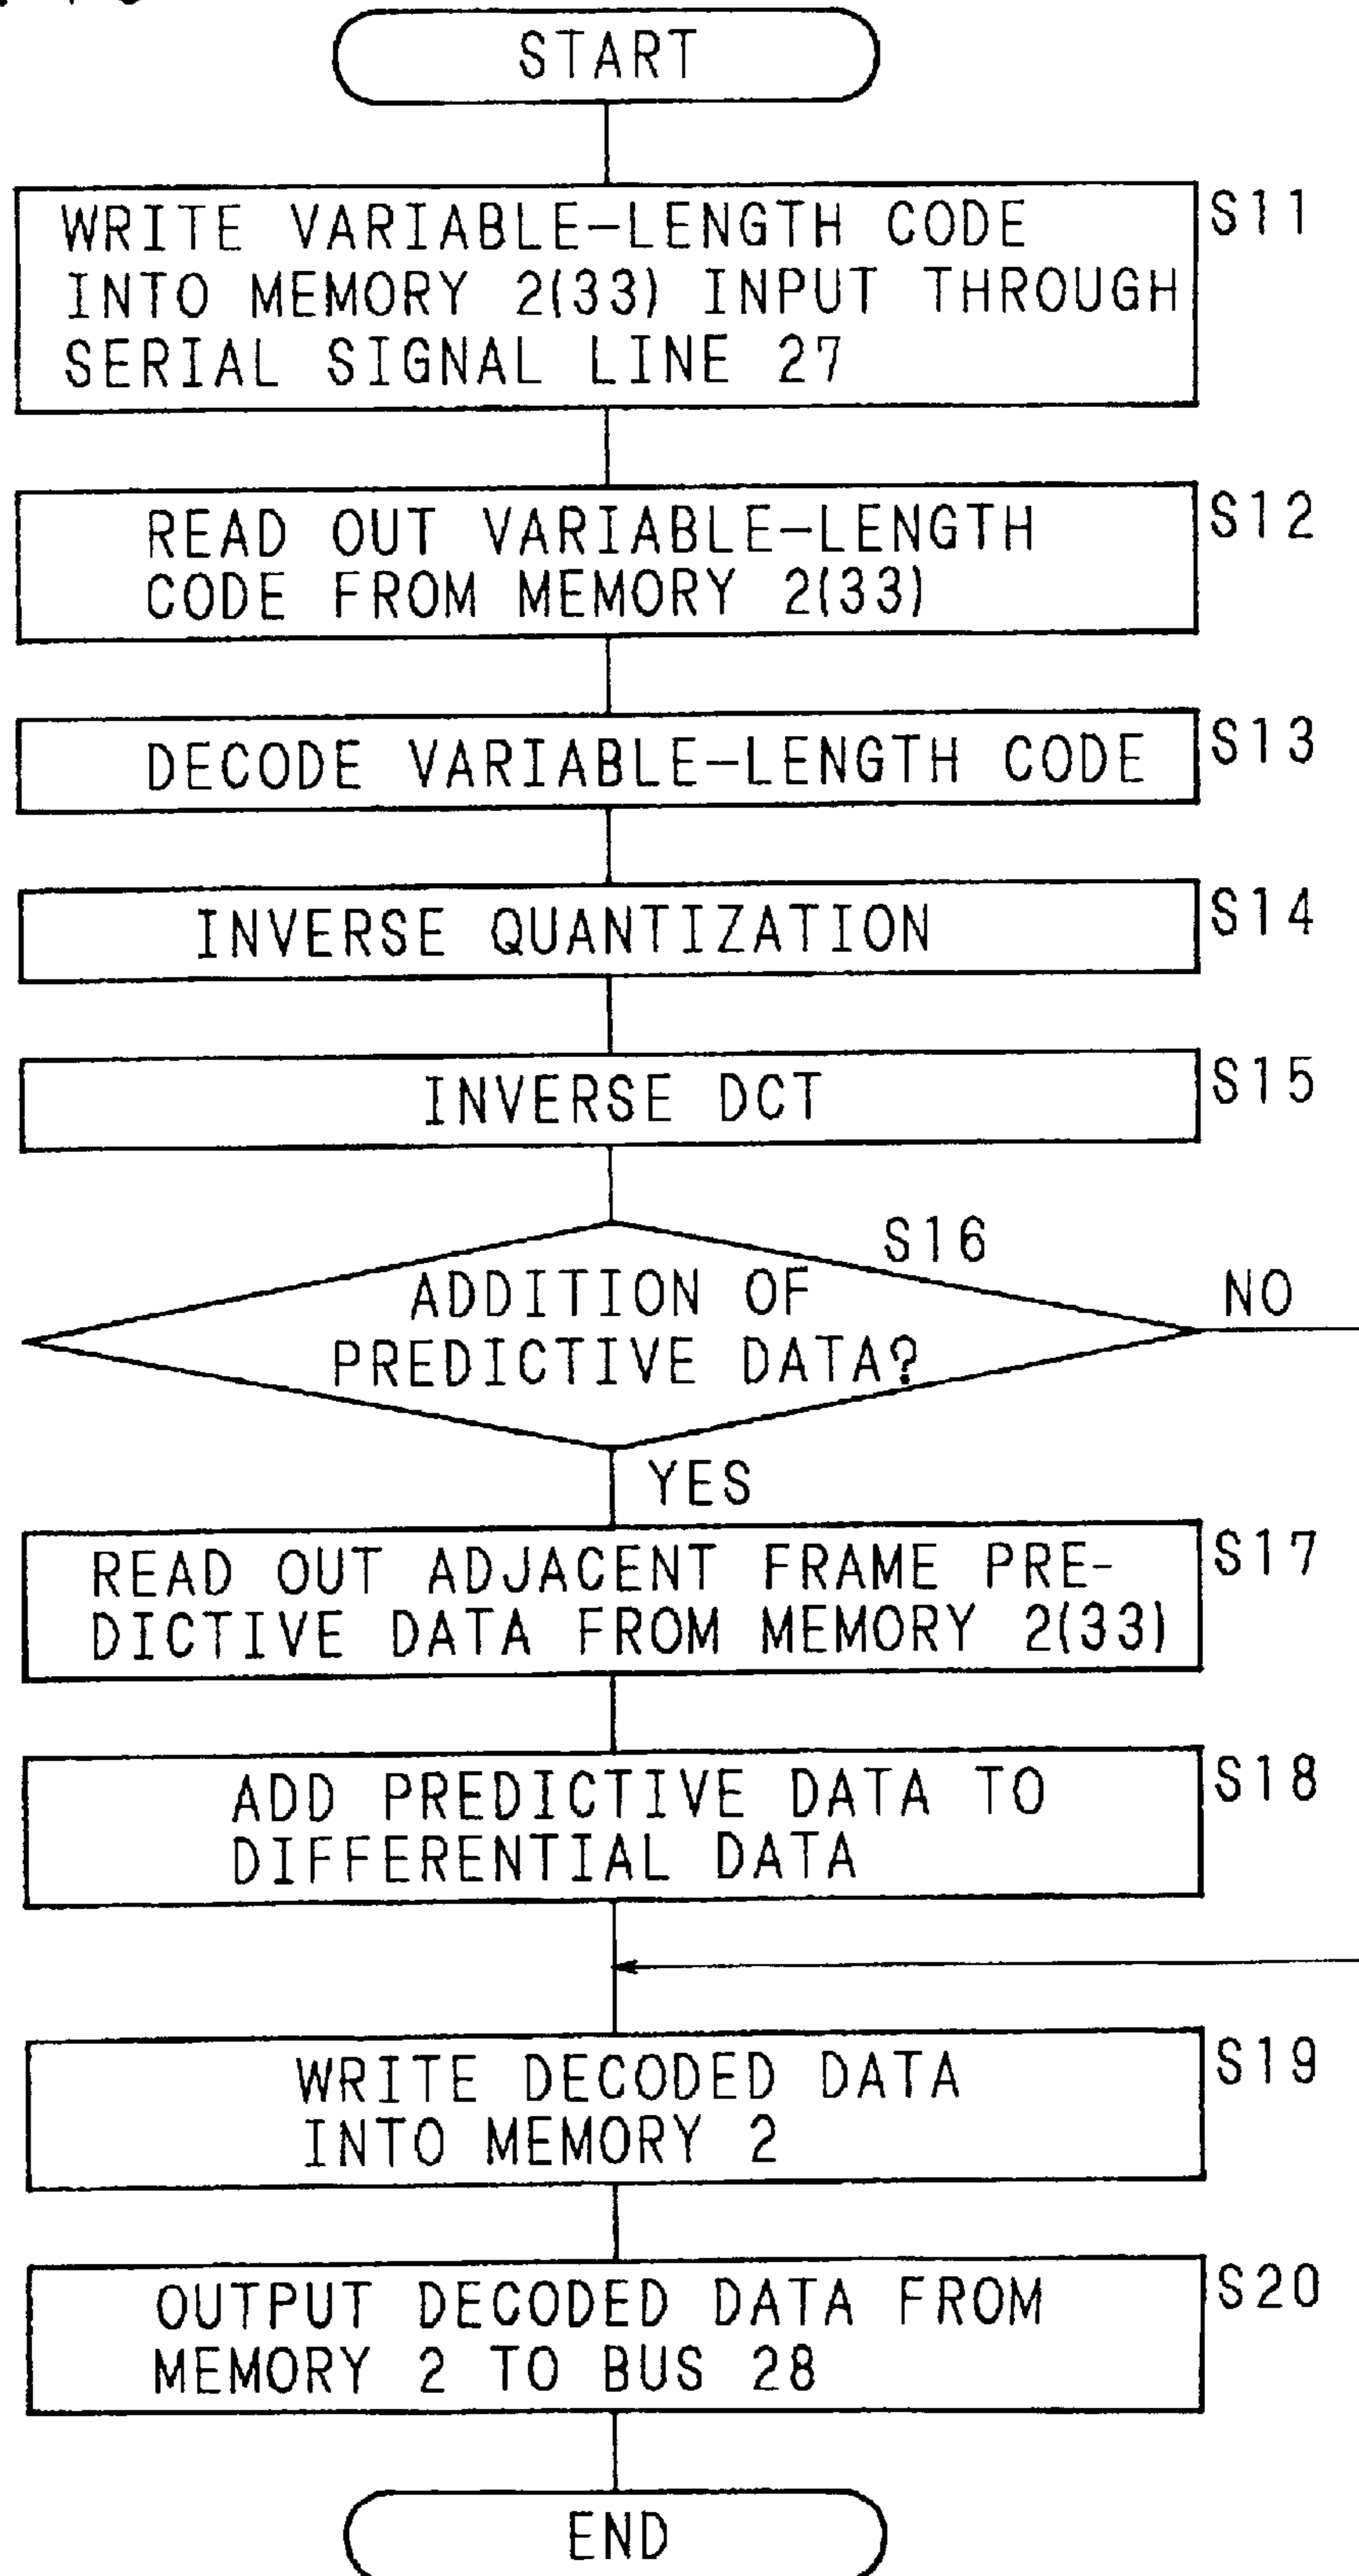 START
WRITE VARIABLE-LENGTH CODE
INTO MEMORY 2(33) INPUT THROUGH
SERIAL SIGNAL LINE 27
S11
READ OUT VARIABLE-LENGTH
CODE FROM MEMORY 2(33)
S12
DECODE VARIABLE-LENGTH CODE
S13
INVERSE QUANTIZATION
S14
INVERSE DCT
S15
S16
ADDITION OF
PREDICTIVE DATA?
NO
YES
READ OUT ADJACENT FRAME PRE-
DICTIVE DATA FROM MEMORY 2(33)
S17
ADD PREDICTIVE DATA TO
DIFFERENTIAL DATA
S18
WRITE DECODED DATA
INTO MEMORY 2
S19
OUTPUT DECODED DATA FROM
MEMORY 2 TO BUS 28
S20
END